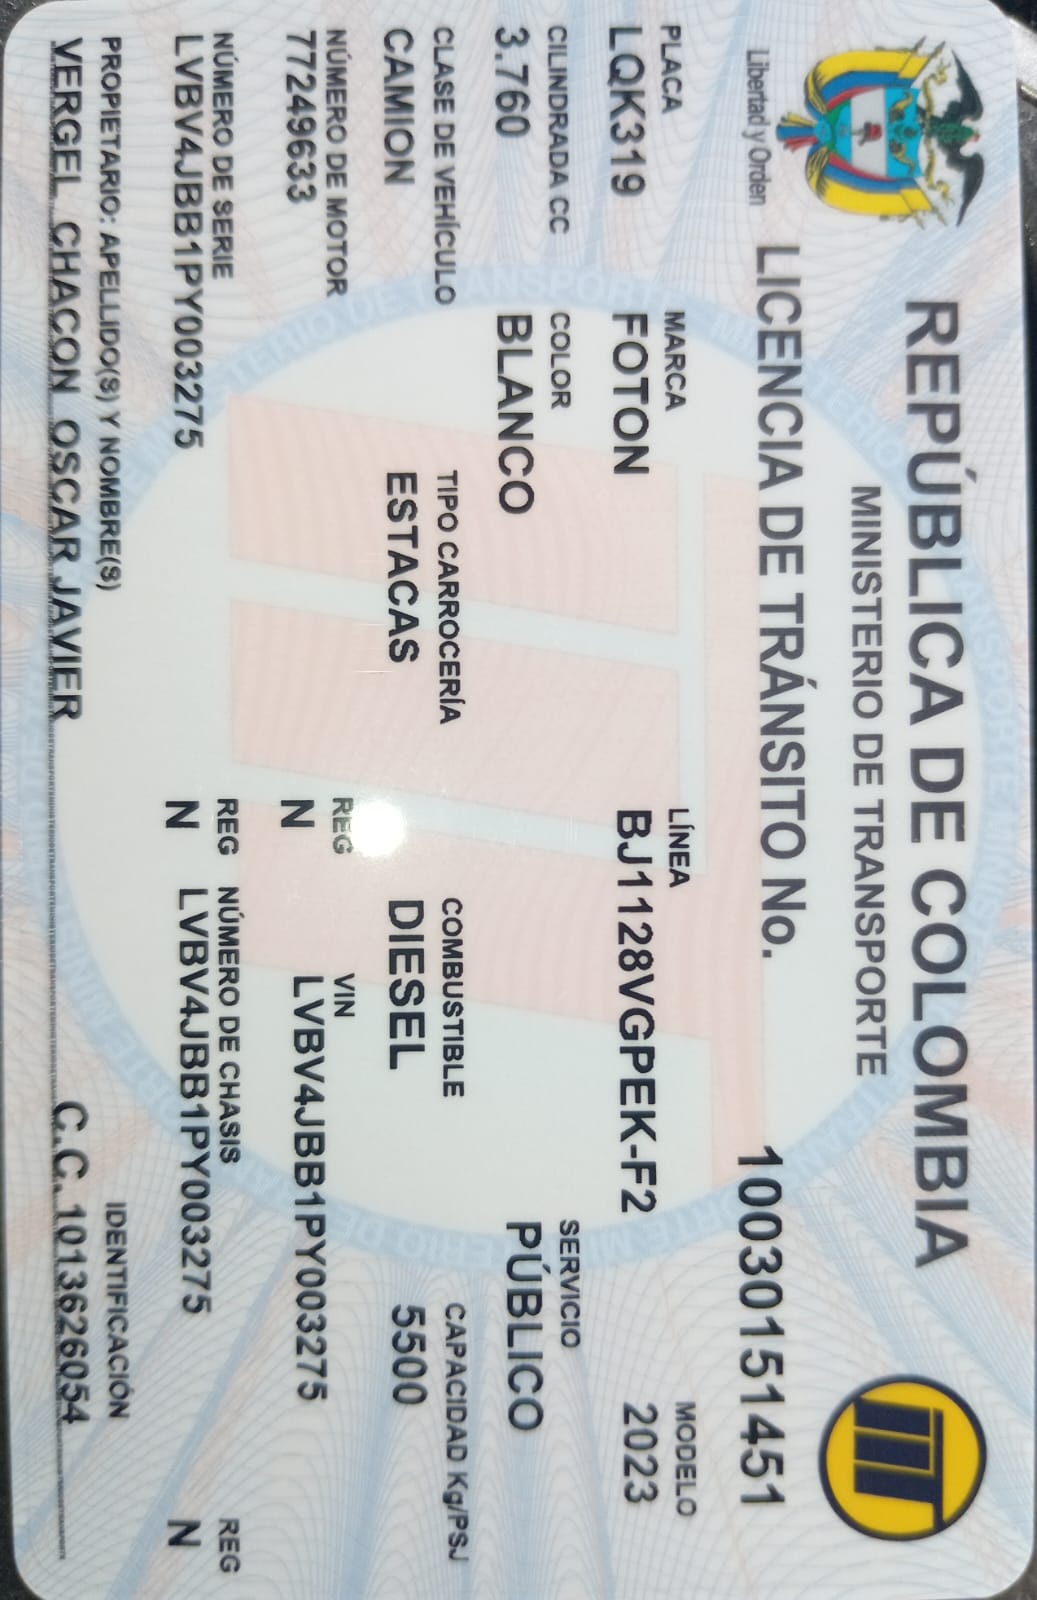 REPÚBLICA DE COLOMBIA
MINISTERIO DE TRANSPORTE
Libertad y Orden
LICENCIA DE TRÁNSITO No. 10030151451
PLACA MARCA LÍNEA MODELO
LQK319 FOTON BJ1128VGPEK-F2 2023
CILINDRADA CC COLOR SERVICIO
3.760 BLANCO PÚBLICO
CLASE DE VEHÍCULO TIPO CARROCERÍA COMBUSTIBLE CAPACIDAD Kg/PSJ
CAMION ESTACAS DIESEL 5500
NÚMERO DE MOTOR REG VIN
77249633 N LVBV4JBB1PY003275
NÚMERO DE SERIE REG NÚMERO DE CHASIS REG
LVBV4JBB1PY003275 N LVBV4JBB1PY003275 N
PROPIETARIO: APELLIDO(S) Y NOMBRE(S) IDENTIFICACIÓN
VERGEL CHACON OSCAR JAVIER C.C. 1013626054